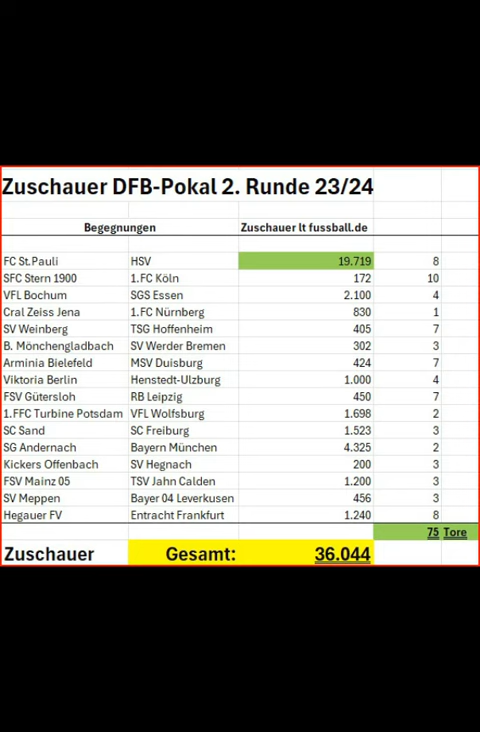 Zuschauer DFB-Pokal 2. Runde 23/24
Begegnungen Zuschauer lt fussball.de
FC St.Pauli HSV 19.719 8
SFC Stern 1900 1.FC Köln 172 10
VFL Bochum SGS Essen 2.100 4
Cral Zeiss Jena 1.FC Nürnberg 830 1
SV Weinberg TSG Hoffenheim 405 7
B. Mönchengladbach SV Werder Bremen 302 3
Arminia Bielefeld MSV Duisburg 424 7
Viktoria Berlin Henstedt-Ulzburg 1.000 4
FSV Gütersloh RB Leipzig 450 7
1.FFC Turbine Potsdam VFL Wolfsburg 1.698 2
SC Sand SC Freiburg 1.523 3
SG Andernach Bayern München 4.325 2
Kickers Offenbach SV Hegnach 200 3
FSV Mainz 05 TSV Jahn Calden 1.200 3
SV Meppen Bayer 04 Leverkusen 456 3
Hegauer FV Entracht Frankfurt 1.240 8
75 Tore
Zuschauer Gesamt: 36.044